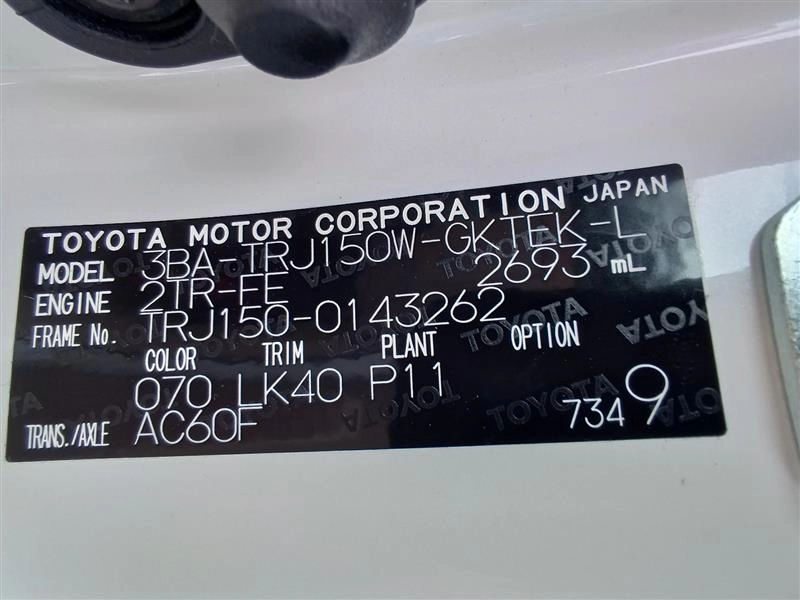 TOYOTA MOTOR CORPORATION JAPAN
MODEL 3BA-TRJ150W-GKTEK-L
ENGINE 2TR-FE 2693 mL
FRAME No. TRJ150-0143262
COLOR TRIM PLANT OPTION
070 LK40 P11
TRANS./AXLE AC60F 7349